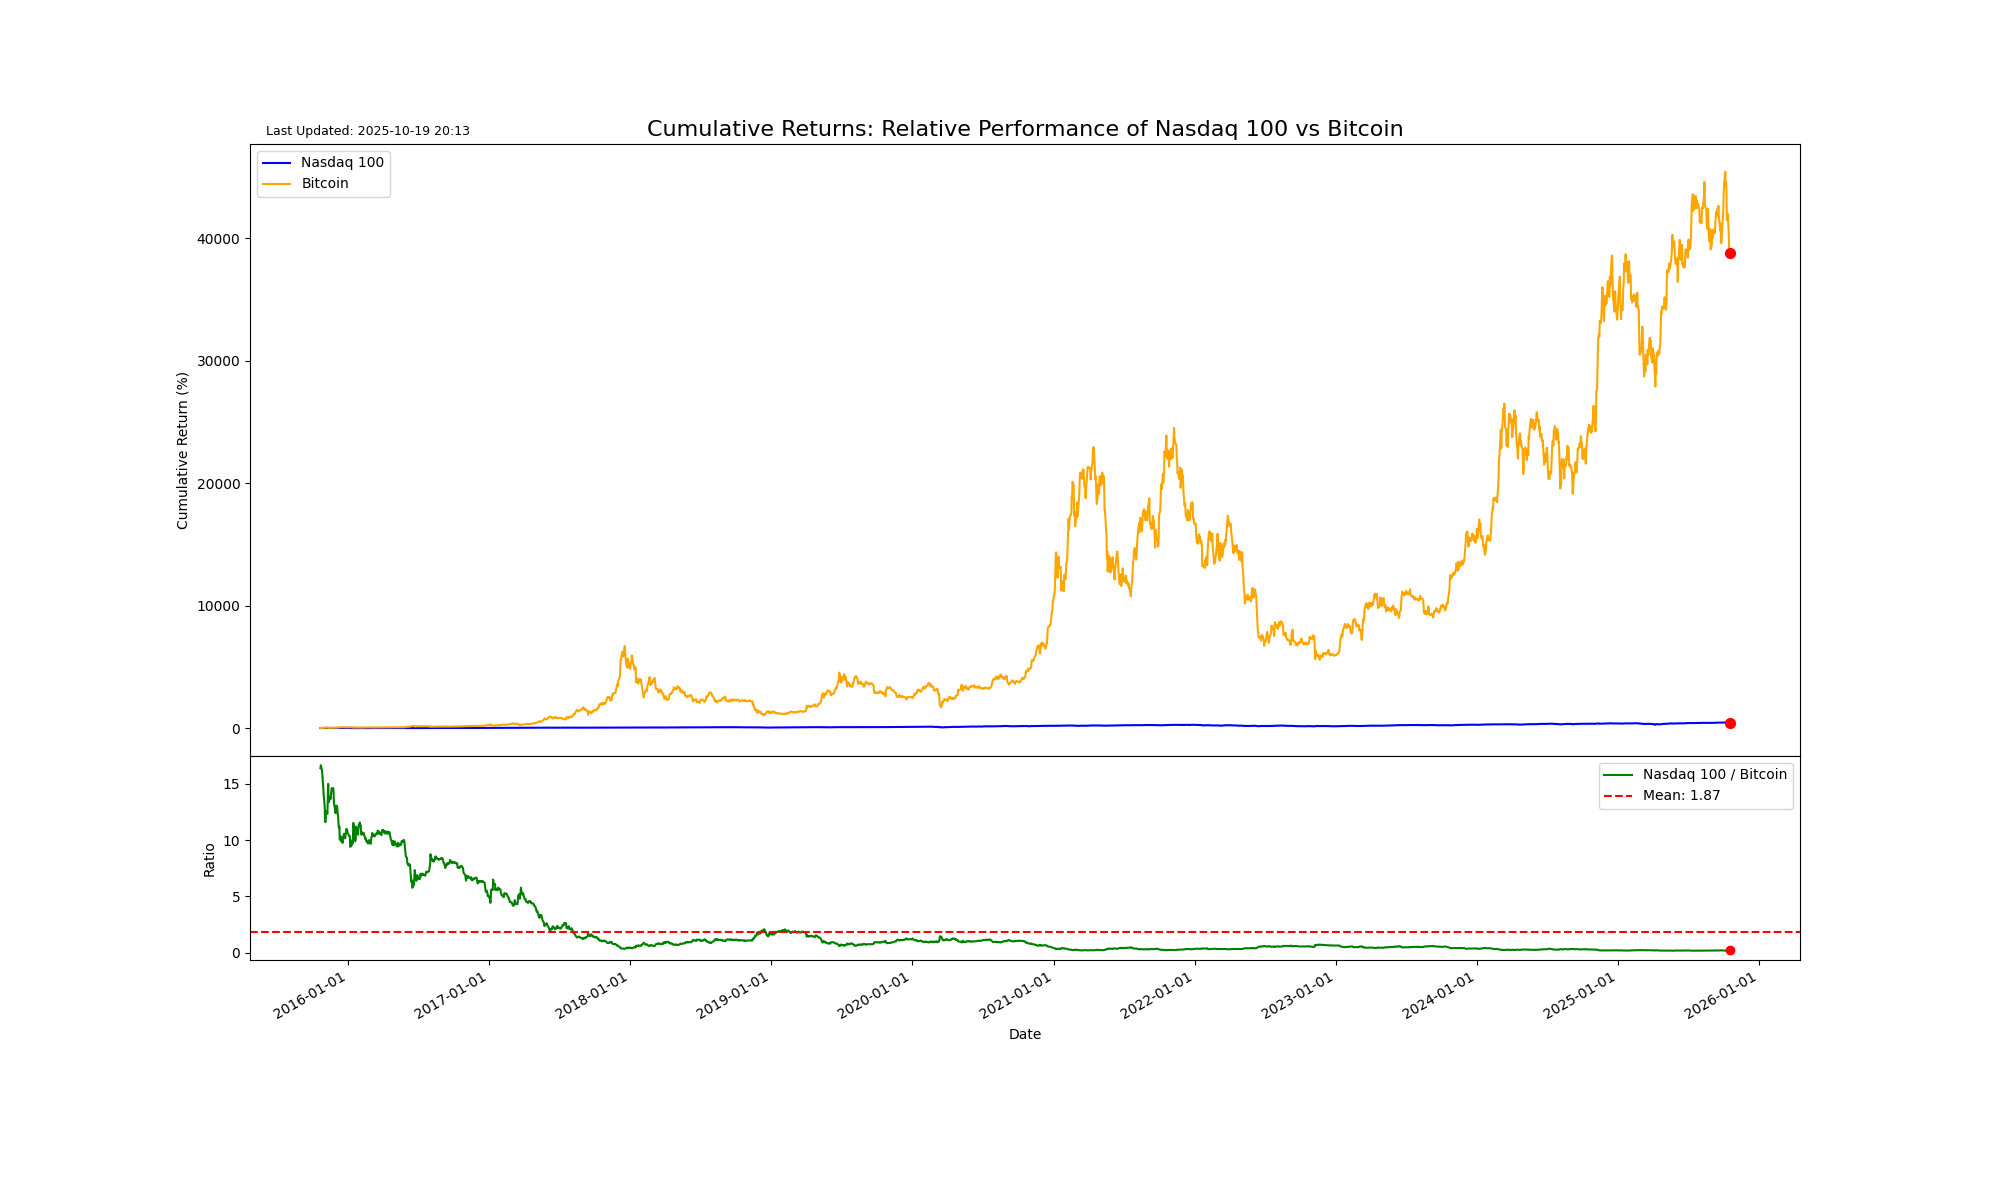 Last Updated: 2025-10-19 20:13
Cumulative Returns: Relative Performance of Nasdaq 100 vs Bitcoin
Nasdaq 100
Bitcoin
40000
30000
20000
10000
0
Cumulative Return (%)
Nasdaq 100 / Bitcoin
Mean: 1.87
15
10
5
0
Ratio
2016-01-01
2017-01-01
2018-01-01
2019-01-01
2020-01-01
2021-01-01
2022-01-01
2023-01-01
2024-01-01
2025-01-01
2026-01-01
Date